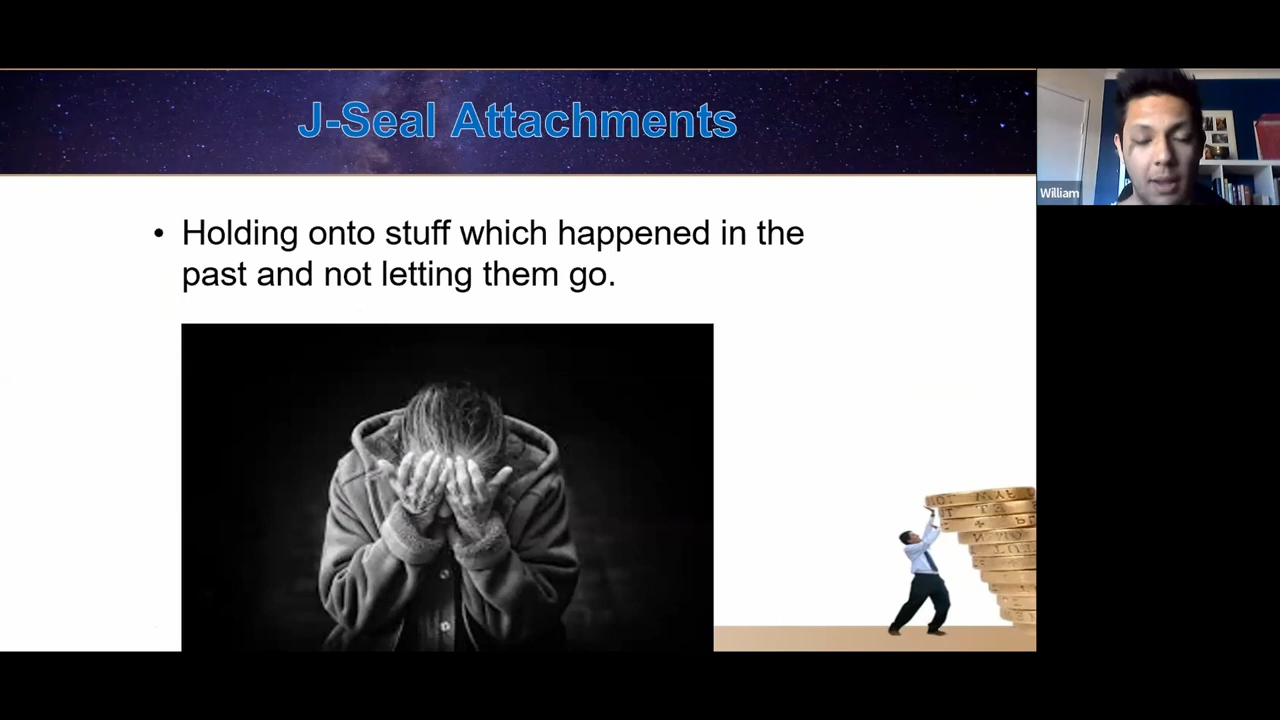 J-Seal Attachments
William
• Holding onto stuff which happened in the
past and not letting them go.